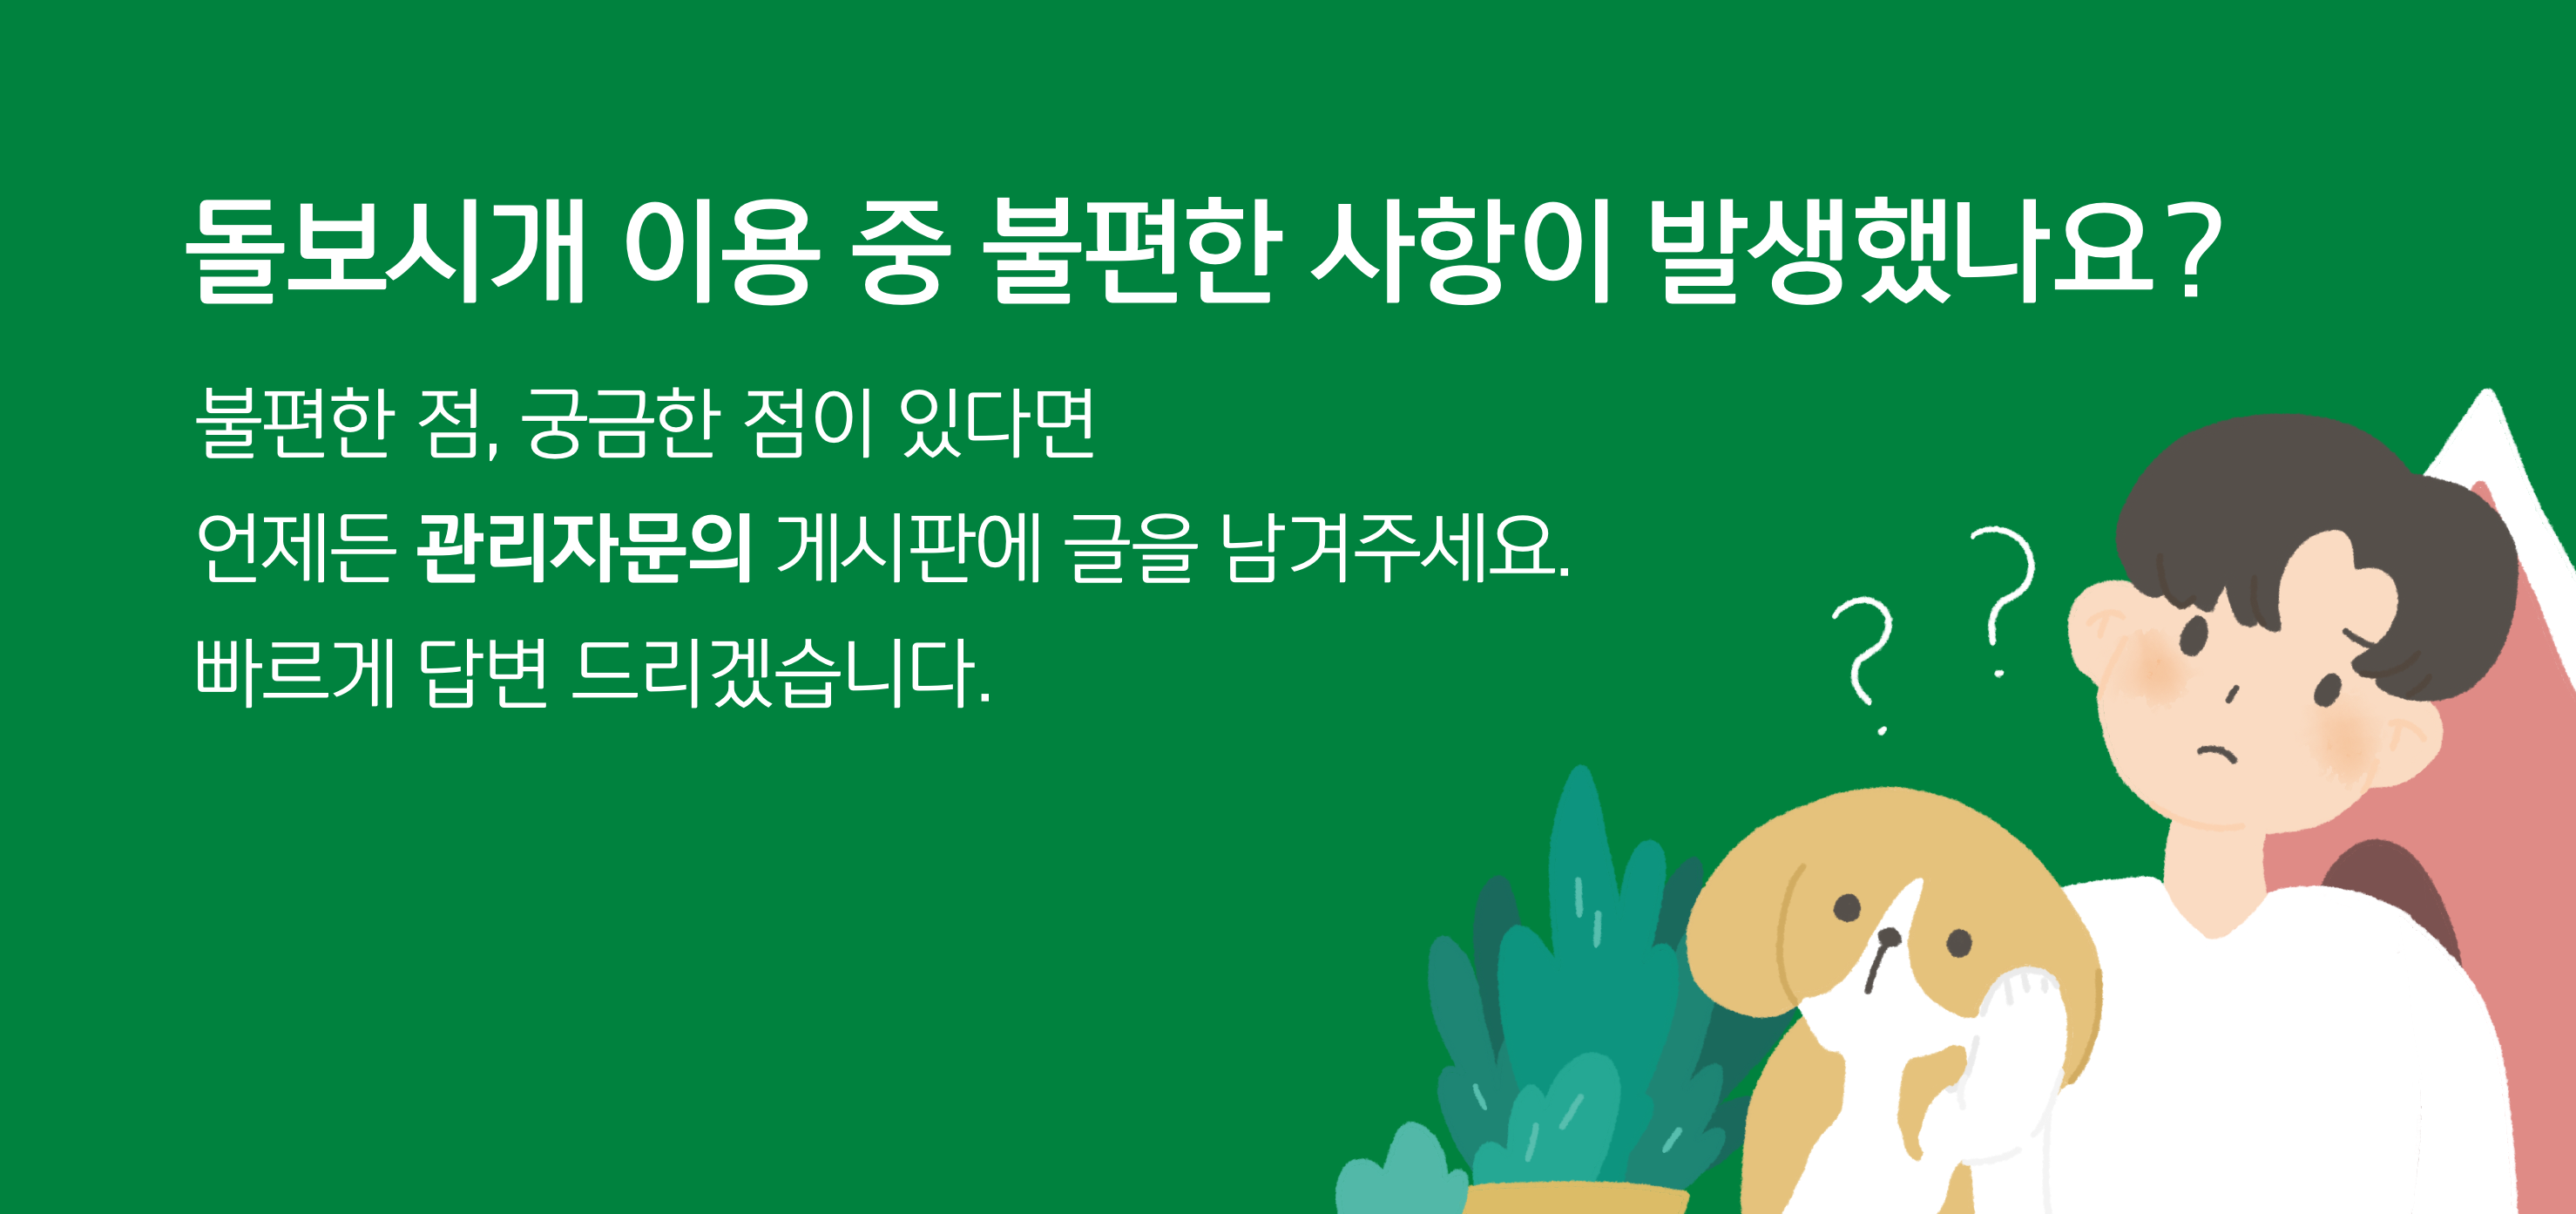 돌보시개 이용 중 불편한 사항이 발생했나요?
불편한 점, 궁금한 점이 있다면
언제든 관리자문의 게시판에 글을 남겨주세요.
빠르게 답변 드리겠습니다.
? ?